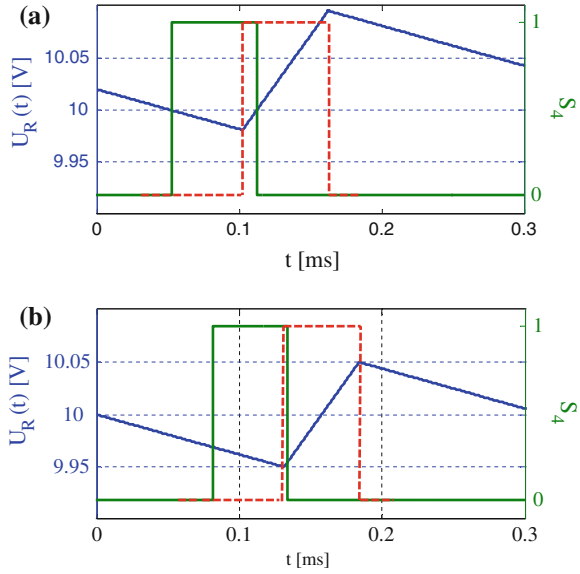 (a)
U_R (t) [V]
10.05
10
9.95
1
S_4
0
0 0.1 0.2 0.3
t [ms]
(b)
U_R (t) [V]
10.05
10
9.95
1
S_4
0
0 0.1 0.2 0.3
t [ms]